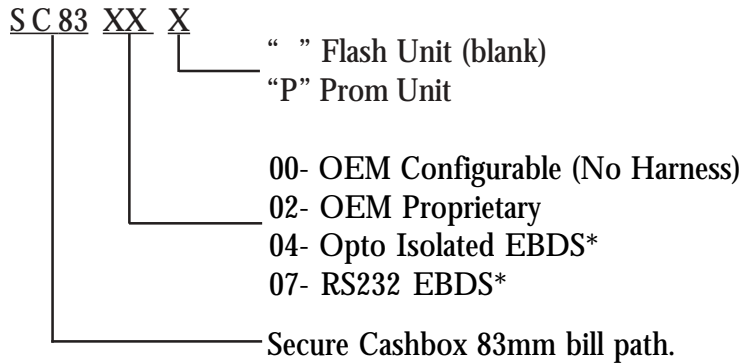 SC83 XX X
“ ” Flash Unit (blank)
“P” Prom Unit
00- OEM Configurable (No Harness)
02- OEM Proprietary
04- Opto Isolated EBDS*
07- RS232 EBDS*
Secure Cashbox 83mm bill path.